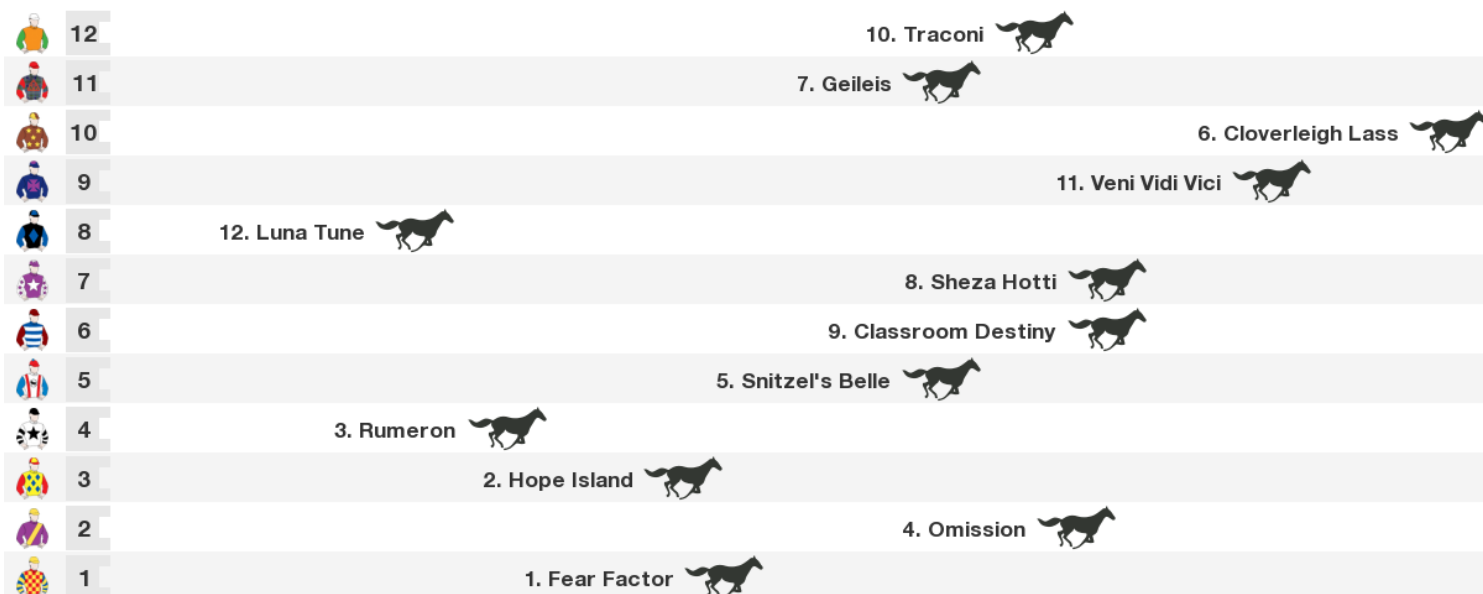 12 10. Traconi
11 7. Geileis
10 6. Cloverleigh Lass
9 11. Veni Vidi Vici
8 12. Luna Tune
7 8. Sheza Hotti
6 9. Classroom Destiny
5 5. Snitzel's Belle
4 3. Rumeron
3 2. Hope Island
2 4. Omission
1 1. Fear Factor